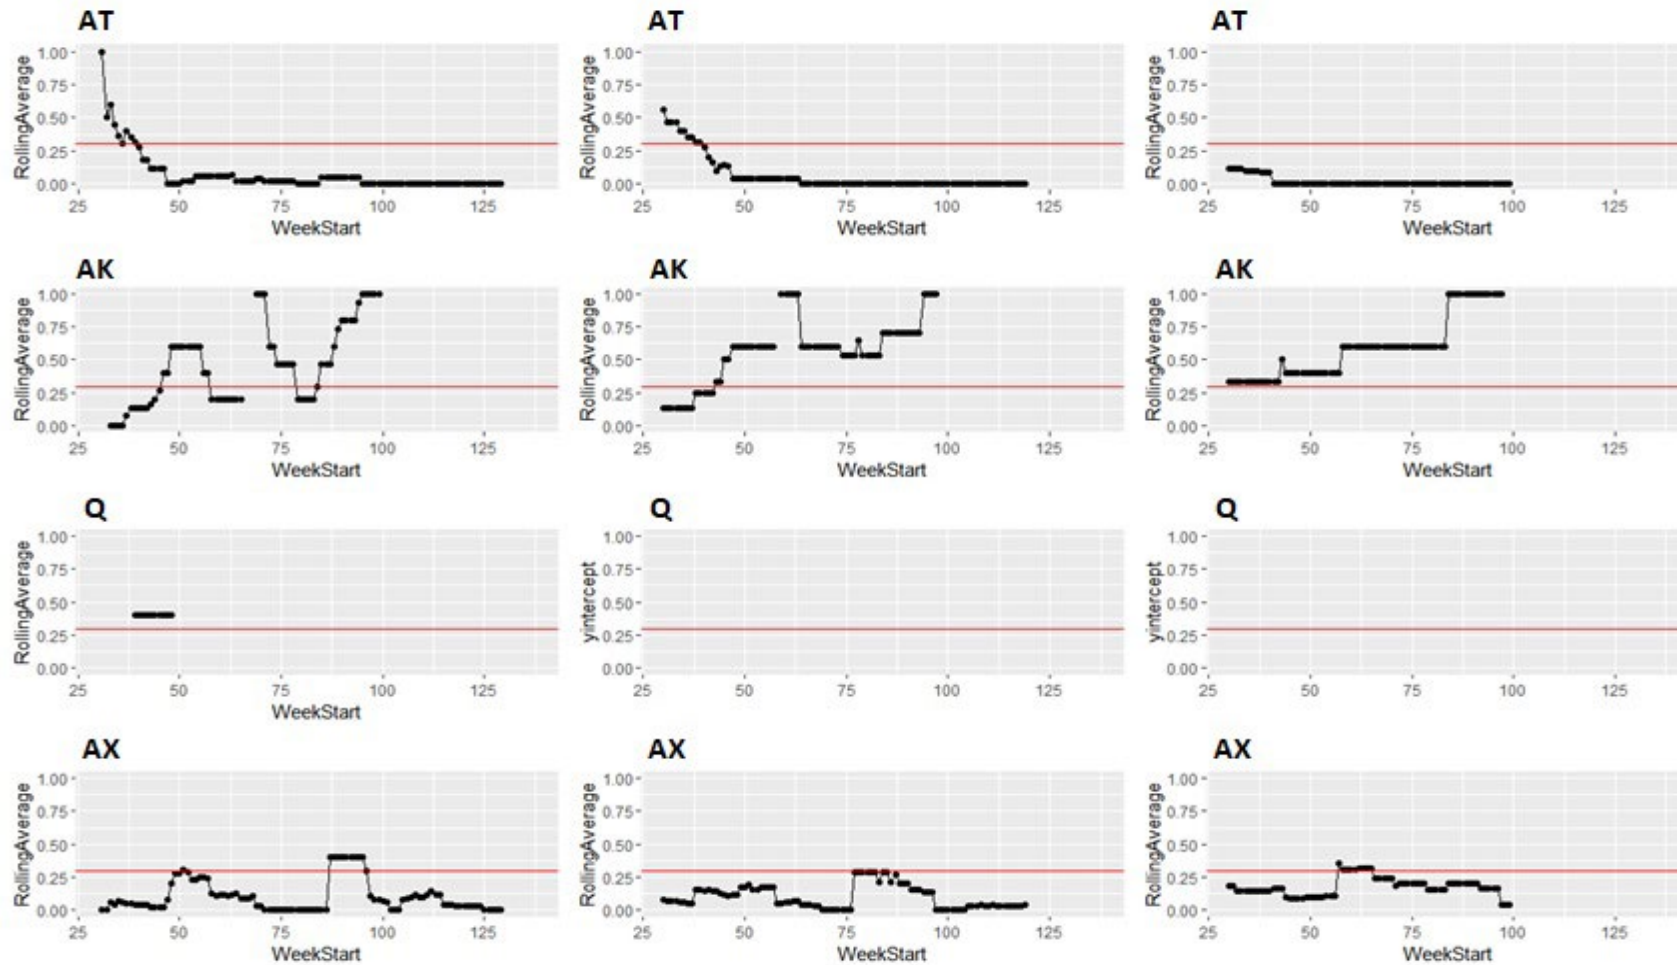 AT AT AT
1.00 1.00 1.00
0.75 0.75 0.75
0.50 0.50 0.50
0.25 0.25 0.25
0.00 0.00 0.00
RollingAverage RollingAverage RollingAverage
25 50 75 100 125 25 50 75 100 125 25 50 75 100 125
WeekStart WeekStart WeekStart
AK AK AK
1.00 1.00 1.00
0.75 0.75 0.75
0.50 0.50 0.50
0.25 0.25 0.25
0.00 0.00 0.00
RollingAverage RollingAverage RollingAverage
25 50 75 100 125 25 50 75 100 125 25 50 75 100 125
WeekStart WeekStart WeekStart
Q Q Q
1.00 1.00 1.00
0.75 0.75 0.75
0.50 0.50 0.50
0.25 0.25 0.25
0.00 0.00 0.00
RollingAverage yintercept yintercept
25 50 75 100 125 25 50 75 100 125 25 50 75 100 125
WeekStart
AX AX AX
1.00 1.00 1.00
0.75 0.75 0.75
0.50 0.50 0.50
0.25 0.25 0.25
0.00 0.00 0.00
RollingAverage RollingAverage RollingAverage
25 50 75 100 125 25 50 75 100 125 25 50 75 100 125
WeekStart WeekStart WeekStart